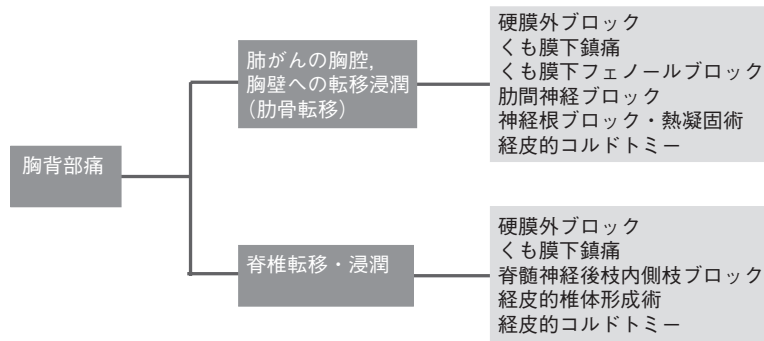 胸背部痛
肺がんの胸腔,
胸壁への転移浸潤
（肋骨転移）
硬膜外ブロック
くも膜下鎮痛
くも膜下フェノールブロック
肋間神経ブロック
神経根ブロック・熱凝固術
経皮的コルドトミー
脊椎転移・浸潤
硬膜外ブロック
くも膜下鎮痛
脊髄神経後枝内側枝ブロック
経皮的椎体形成術
経皮的コルドトミー